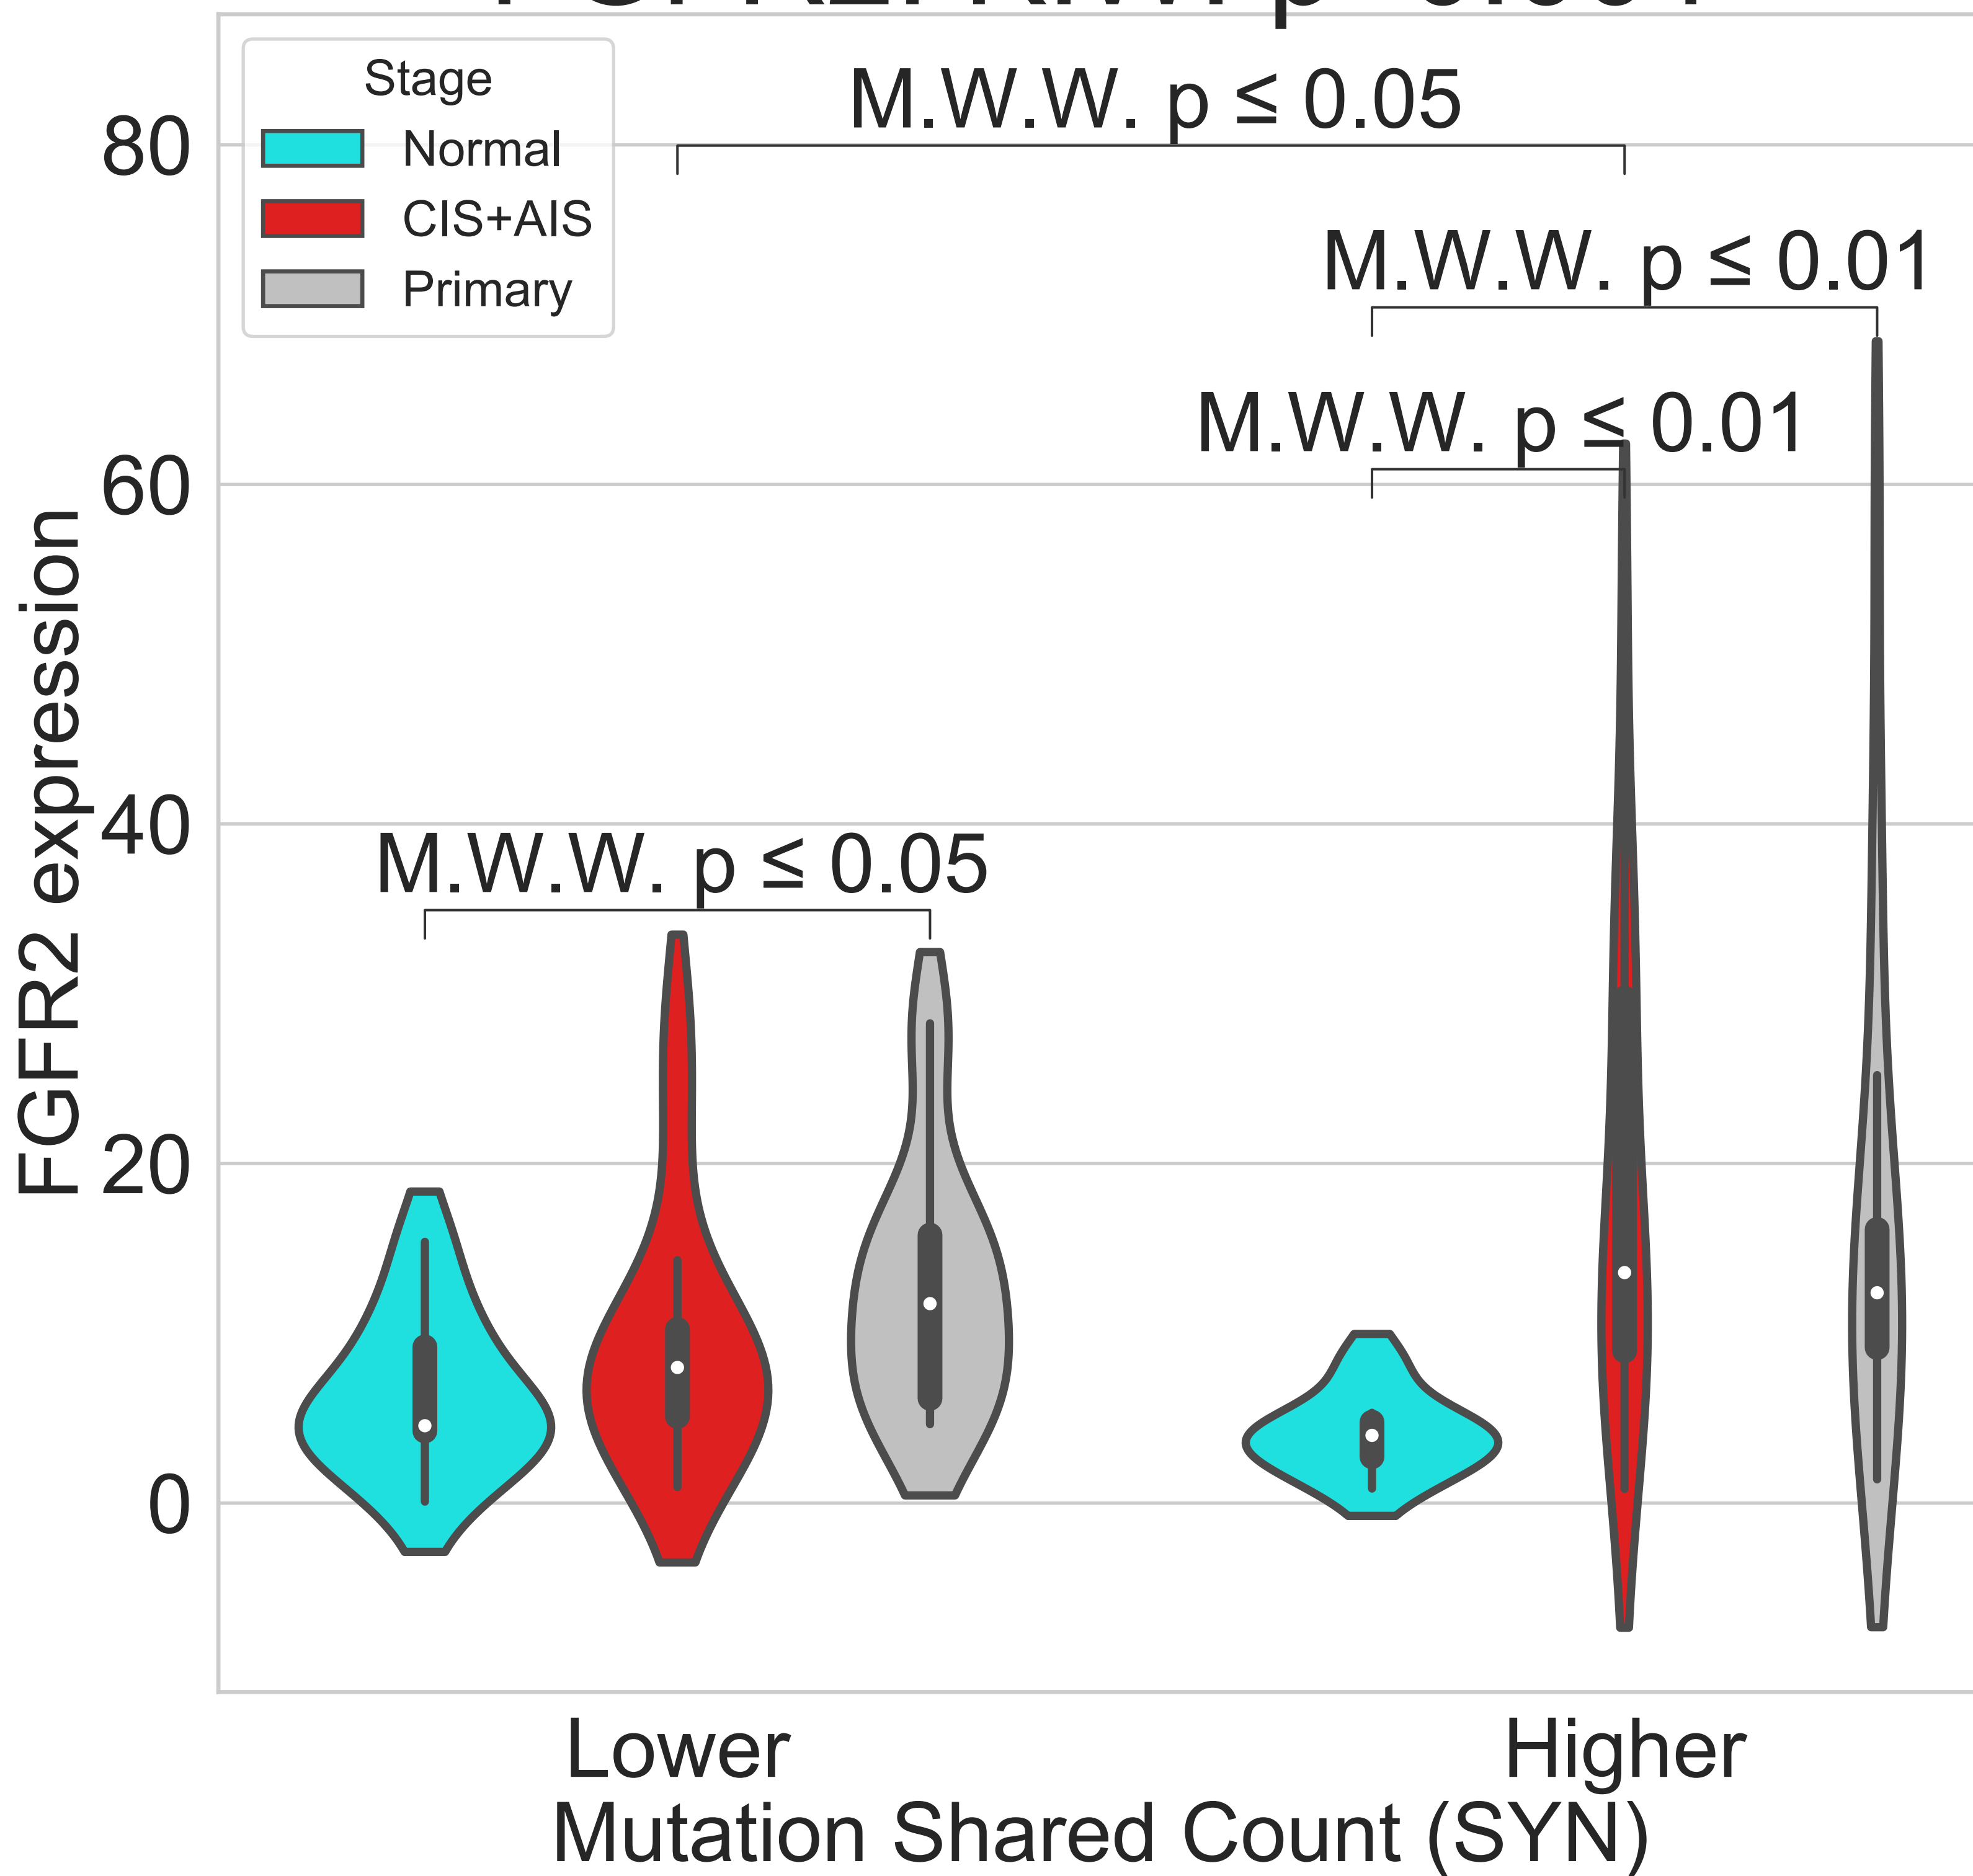 Stage
Normal
CIS+AIS
Primary
M.W.W. p ≤ 0.05
M.W.W. p ≤ 0.01
M.W.W. p ≤ 0.01
M.W.W. p ≤ 0.05
80
60
40
20
0
FGFR2 expression
Lower
Higher
Mutation Shared Count (SYN)